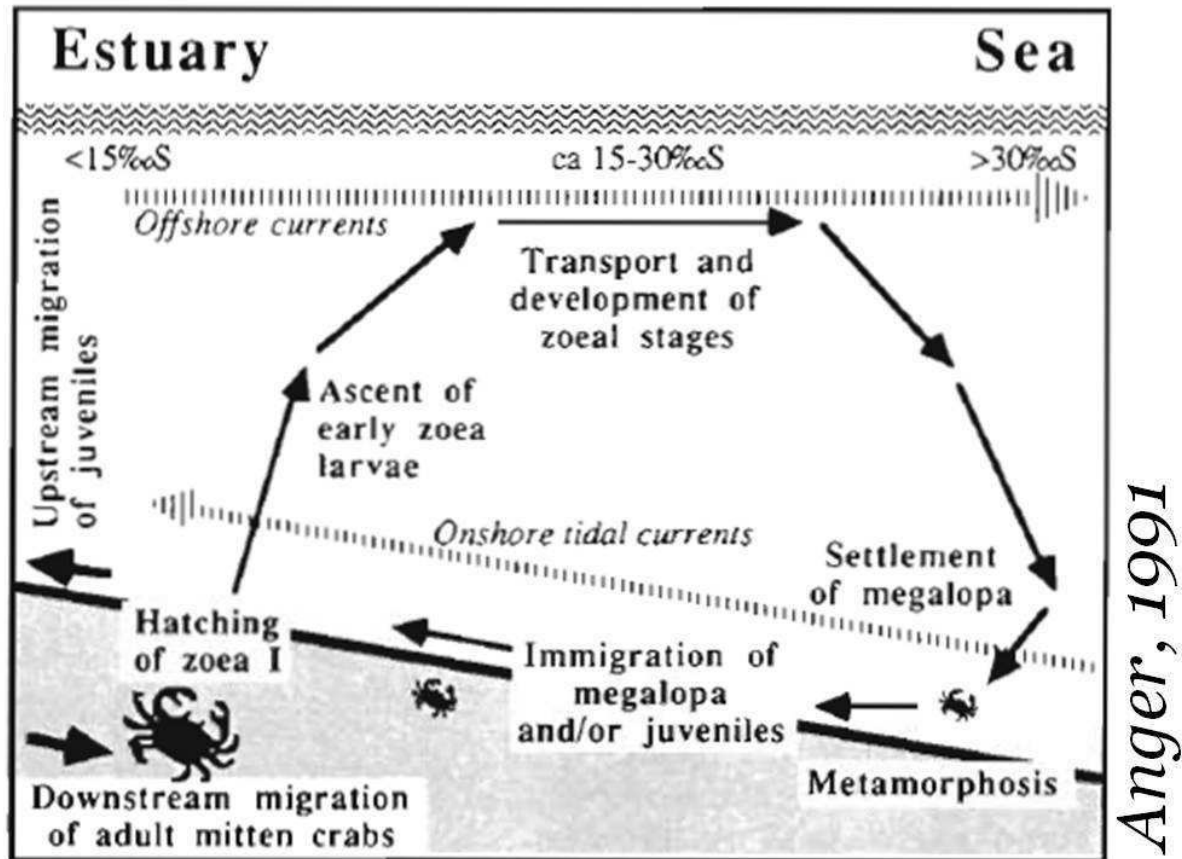 Estuary
Sea
<15‰S
ca 15-30‰S
>30‰S
Offshore currents
Upstream migration
of juveniles
Transport and
development of
zoeal stages
Ascent of
early zoea
larvae
Onshore tidal currents
Settlement
of megalopa
Hatching
of zoea I
Immigration of
megalopa
and/or juveniles
Metamorphosis
Downstream migration
of adult mitten crabs
Anger, 1991